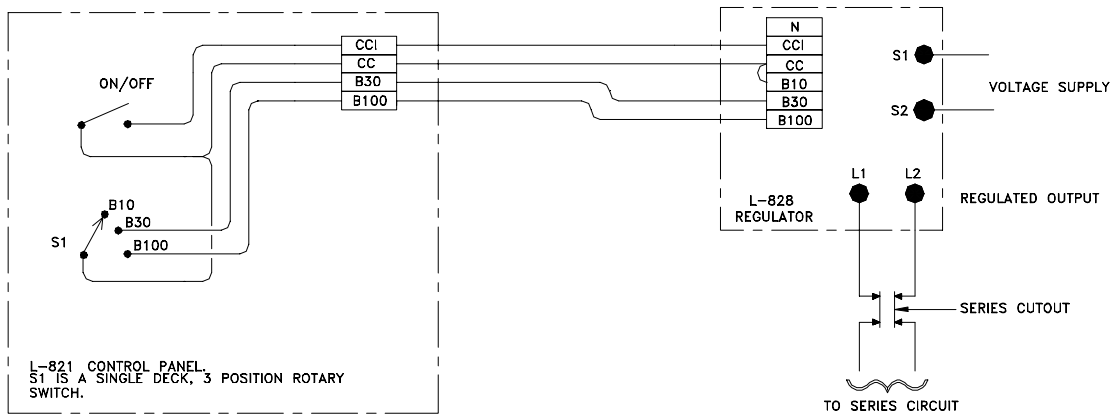 ON/OFF
B10
B30
S1
B100
L-821 CONTROL PANEL.
S1 IS A SINGLE DECK, 3 POSITION ROTARY
SWITCH.
CCI
CC
B30
B100
N
CCI
CC
B10
B30
B100
S1
S2
VOLTAGE SUPPLY
L1
L2
L-828
REGULATOR
REGULATED OUTPUT
SERIES CUTOUT
TO SERIES CIRCUIT